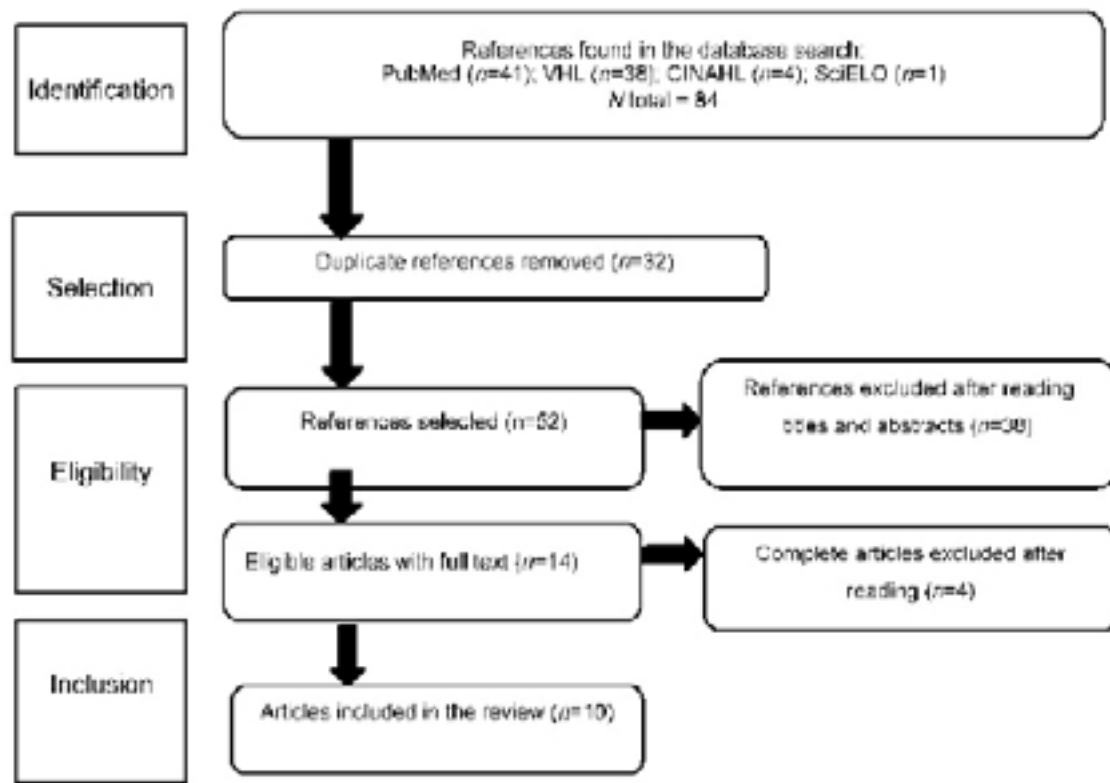 Identification
References found in the database search:
PubMed (n=41); VHL (n=38); CINAHL (n=4); SciELO (n=1)
N total = 84
Selection
Duplicate references removed (n=32)
Eligibility
References selected (n=52)
References excluded after reading
titles and abstracts (n=38)
Eligible articles with full text (n=14)
Complete articles excluded after
reading (n=4)
Inclusion
Articles included in the review (n=10)